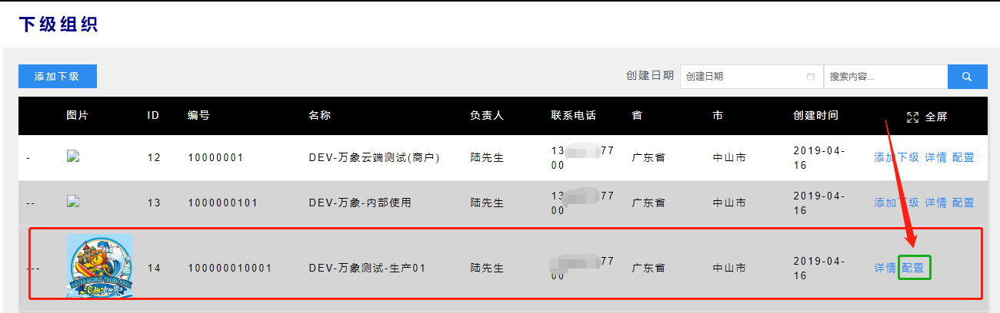 下级组织
添加下级
创建日期 创建日期 搜索内容...
图片 ID 编号 名称 负责人 联系电话 省 市 创建时间 全屏
- 12 10000001 DEV-万象云端测试(商户) 陆先生 13 77 广东省 中山市 2019-04- 添加下级 详情 配置
00 16
-- 13 1000000101 DEV-万象-内部使用 陆先生 13 77 广东省 中山市 2019-04- 添加下级 详情 配置
00 16
--- 14 100000010001 DEV-万象测试-生产01 陆先生 13 77 广东省 中山市 2019-04- 详情 配置
00 16
WATER WORLD THEME PARK